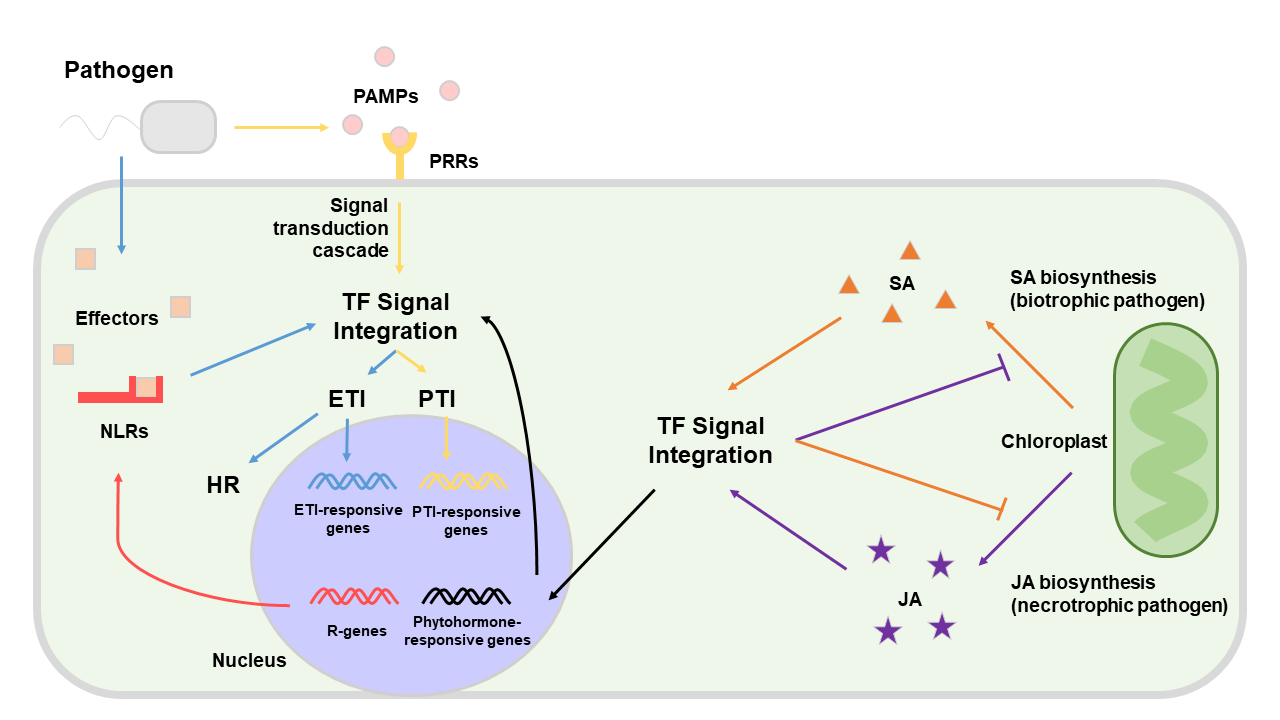 Pathogen
PAMPs
PRRs
Signal
transduction
cascade
Effectors
TF Signal
Integration
NLRs
ETI
PTI
HR
ETI-responsive
genes
PTI-responsive
genes
R-genes
Phytohormone-
responsive genes
Nucleus
TF Signal
Integration
SA
SA biosynthesis
(biotrophic pathogen)
Chloroplast
JA
JA biosynthesis
(necrotrophic pathogen)